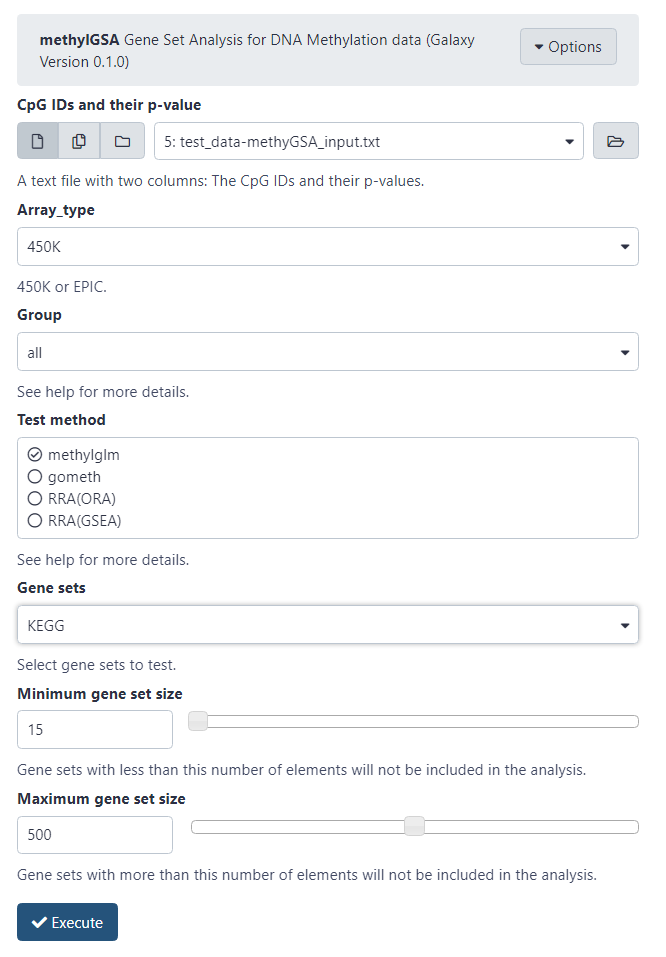 methylGSA Gene Set Analysis for DNA Methylation data (Galaxy
Version 0.1.0)
Options
CpG IDs and their p-value
5: test_data-methyGSA_input.txt
A text file with two columns: The CpG IDs and their p-values.
Array_type
450K
450K or EPIC.
Group
all
See help for more details.
Test method
methylglm
gometh
RRA(ORA)
RRA(GSEA)
See help for more details.
Gene sets
KEGG
Select gene sets to test.
Minimum gene set size
15
Gene sets with less than this number of elements will not be included in the analysis.
Maximum gene set size
500
Gene sets with more than this number of elements will not be included in the analysis.
Execute